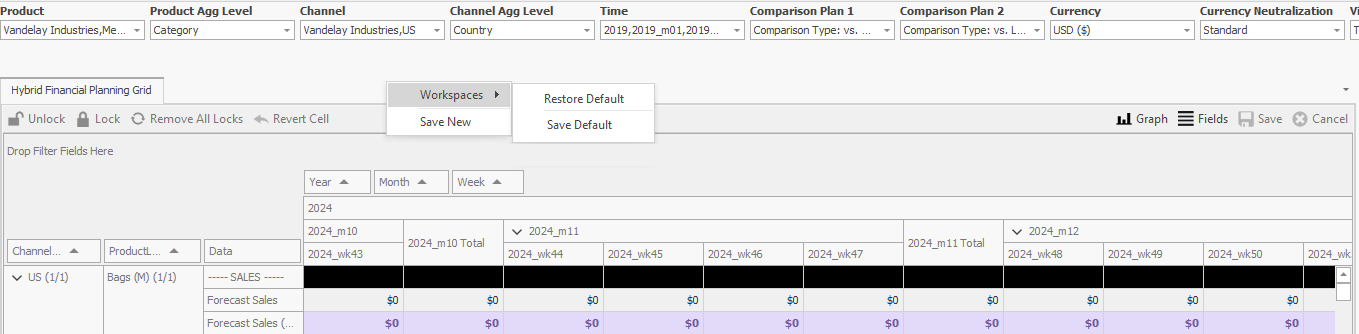 Product Product Agg Level Channel Channel Agg Level Time Comparison Plan 1 Comparison Plan 2 Currency Currency Neutralization
Vandelay Industries,Me... Category Vandelay Industries,US Country 2019,2019_m01,2019... Comparison Type: vs. ... Comparison Type: vs. L... USD ($) Standard
Hybrid Financial Planning Grid
Workspaces
Save New
Restore Default
Save Default
Unlock Lock Remove All Locks Revert Cell Graph Fields Save Cancel
Drop Filter Fields Here
Year Month Week
2024
2024_m10 2024_m10 Total 2024_m11 2024_m11 Total 2024_m12
Channel... ProductL... Data 2024_wk43 2024_wk44 2024_wk45 2024_wk46 2024_wk47 2024_wk48 2024_wk49 2024_wk50
US (1/1) Bags (M) (1/1) ----- SALES -----
Forecast Sales $0 $0 $0 $0 $0 $0 $0 $0 $0 $0
Forecast Sales (... $0 $0 $0 $0 $0 $0 $0 $0 $0 $0